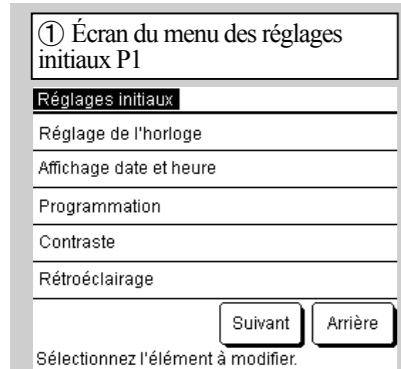 ① Écran du menu des réglages
initiaux P1
Réglages initiaux
Réglage de l'horloge
Affichage date et heure
Programmation
Contraste
Rétroéclairage
Suivant Arrière
Sélectionnez l'élément à modifier.